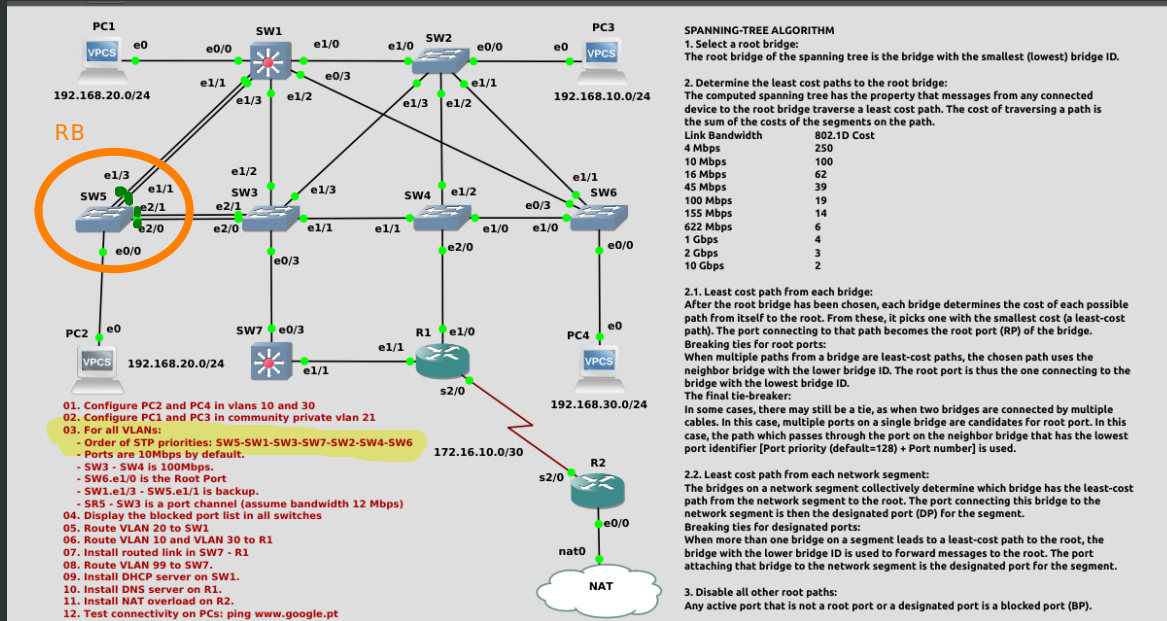 PC1
VPCS
e0
192.168.20.0/24
e0/0
SW1
e1/0
e0/3
e1/1
e1/3
e1/2
e1/0
SW2
e0/0
e1/1
e1/3
e1/2
e0
PC3
VPCS
192.168.10.0/24
RB
e1/3
e1/1
SW5
e2/1
e2/0
e0/0
e1/2
SW3
e1/3
e2/1
e2/0
e1/1
e0/3
SW4
e1/2
e1/1
e1/0
e2/0
e1/1
SW6
e0/3
e1/0
e0/0
PC2
e0
VPCS
192.168.20.0/24
SW7
e0/3
e1/1
R1
e1/0
e1/1
s2/0
PC4
e0
VPCS
192.168.30.0/24
172.16.10.0/30
R2
s2/0
e0/0
nat0
NAT
01. Configure PC2 and PC4 in vlans 10 and 30
02. Configure PC1 and PC3 in community private vlan 21
03. For all VLANs:
- Order of STP priorities: SW5-SW1-SW3-SW7-SW2-SW4-SW6
- Ports are 10Mbps by default.
- SW3 - SW4 is 100Mbps.
- SW6.e1/0 is the Root Port
- SW1.e1/3 - SW5.e1/1 is backup.
- SR5 - SW3 is a port channel (assume bandwidth 12 Mbps)
04. Display the blocked port list in all switches
05. Route VLAN 20 to SW1
06. Route VLAN 10 and VLAN 30 to R1
07. Install routed link in SW7 - R1
08. Route VLAN 99 to SW7.
09. Install DHCP server on SW1.
10. Install DNS server on R1.
11. Install NAT overload on R2.
12. Test connectivity on PCs: ping www.google.pt
SPANNING-TREE ALGORITHM
1. Select a root bridge:
The root bridge of the spanning tree is the bridge with the smallest (lowest) bridge ID.
2. Determine the least cost paths to the root bridge:
The computed spanning tree has the property that messages from any connected
device to the root bridge traverse a least cost path. The cost of traversing a path is
the sum of the costs of the segments on the path.
Link Bandwidth 802.1D Cost
4 Mbps 250
10 Mbps 100
16 Mbps 62
45 Mbps 39
100 Mbps 19
155 Mbps 14
622 Mbps 6
1 Gbps 4
2 Gbps 3
10 Gbps 2
2.1. Least cost path from each bridge:
After the root bridge has been chosen, each bridge determines the cost of each possible
path from itself to the root. From these, it picks one with the smallest cost (a least-cost
path). The port connecting to that path becomes the root port (RP) of the bridge.
Breaking ties for root ports:
When multiple paths from a bridge are least-cost paths, the chosen path uses the
neighbor bridge with the lower bridge ID. The root port is thus the one connecting to the
bridge with the lowest bridge ID.
The final tie-breaker:
In some cases, there may still be a tie, as when two bridges are connected by multiple
cables. In this case, multiple ports on a single bridge are candidates for root port. In this
case, the path which passes through the port on the neighbor bridge that has the lowest
port identifier [Port priority (default=128) + Port number] is used.
2.2. Least cost path from each network segment:
The bridges on a network segment collectively determine which bridge has the least-cost
path from the network segment to the root. The port connecting this bridge to the
network segment is then the designated port (DP) for the segment.
Breaking ties for designated ports:
When more than one bridge on a segment leads to a least-cost path to the root, the
bridge with the lower bridge ID is used to forward messages to the root. The port
attaching that bridge to the network segment is the designated port for the segment.
3. Disable all other root paths:
Any active port that is not a root port or a designated port is a blocked port (BP).